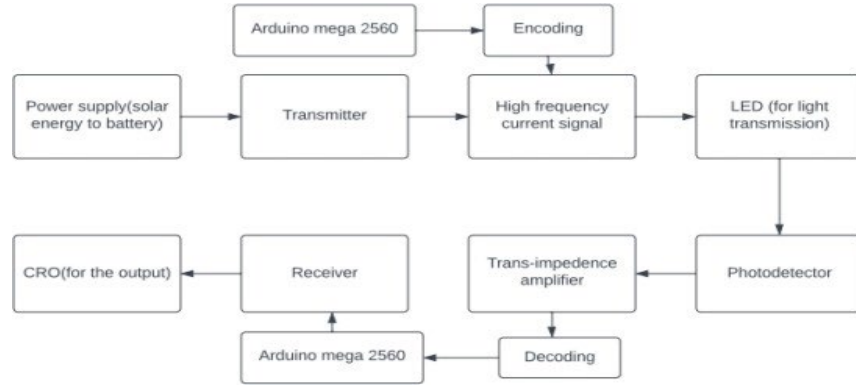 Arduino mega 2560
Encoding
Power supply(solar
energy to battery)
Transmitter
High frequency
current signal
LED (for light
transmission)
CRO(for the output)
Receiver
Trans-impedence
amplifier
Photodetector
Arduino mega 2560
Decoding